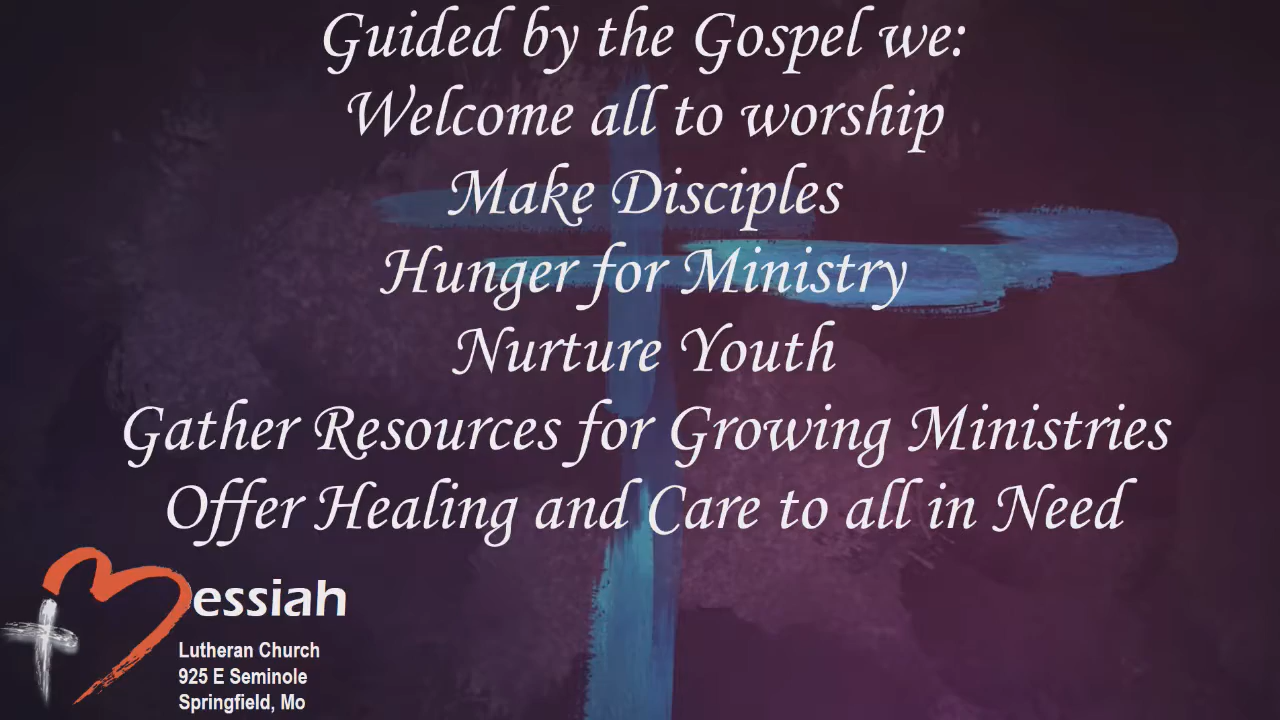 Guided by the Gospel we:
Welcome all to worship
Make Disciples
Hunger for Ministry
Nurture Youth
Gather Resources for Growing Ministries
Offer Healing and Care to all in Need
Messiah
Lutheran Church
925 E Seminole
Springfield, Mo